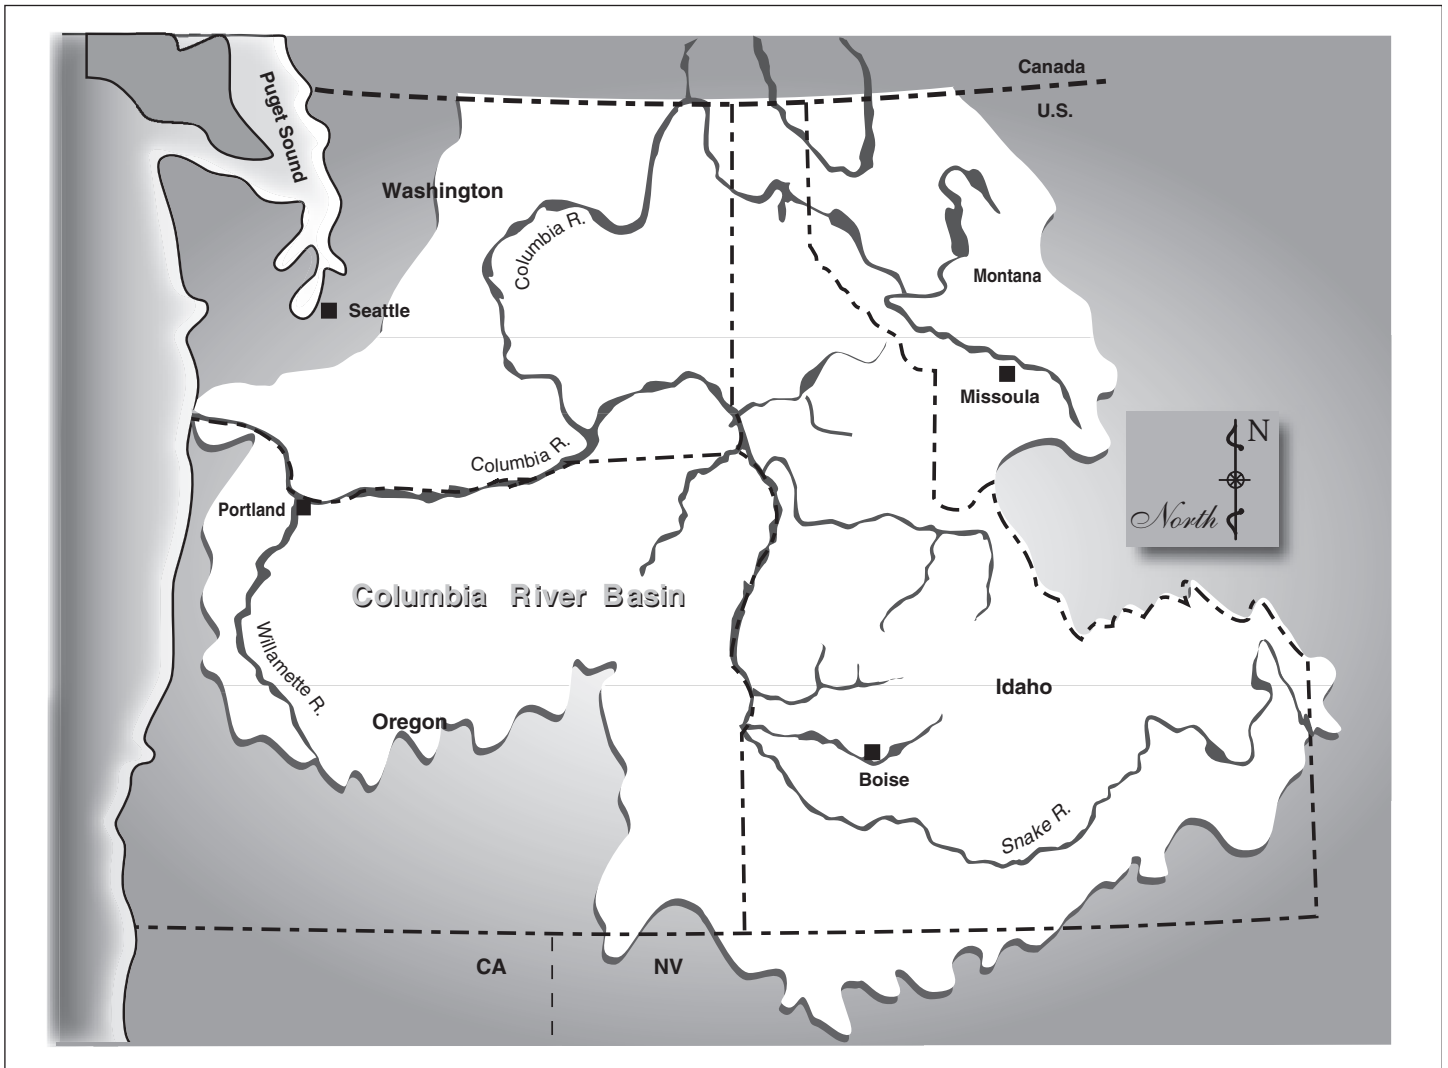 Canada
U.S.
Puget Sound
Washington
Columbia R.
Montana
Seattle
Missoula
N
North
Columbia R.
Portland
Columbia River Basin
Willamette R.
Idaho
Oregon
Boise
Snake R.
CA
NV